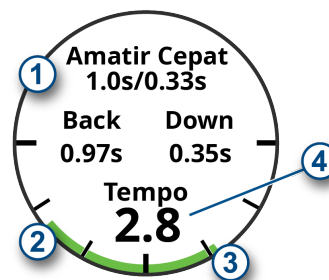 Amatir Cepat
1.0s/0.33s
Back Down
0.97s 0.35s
Tempo
2.8
1
2
3
4